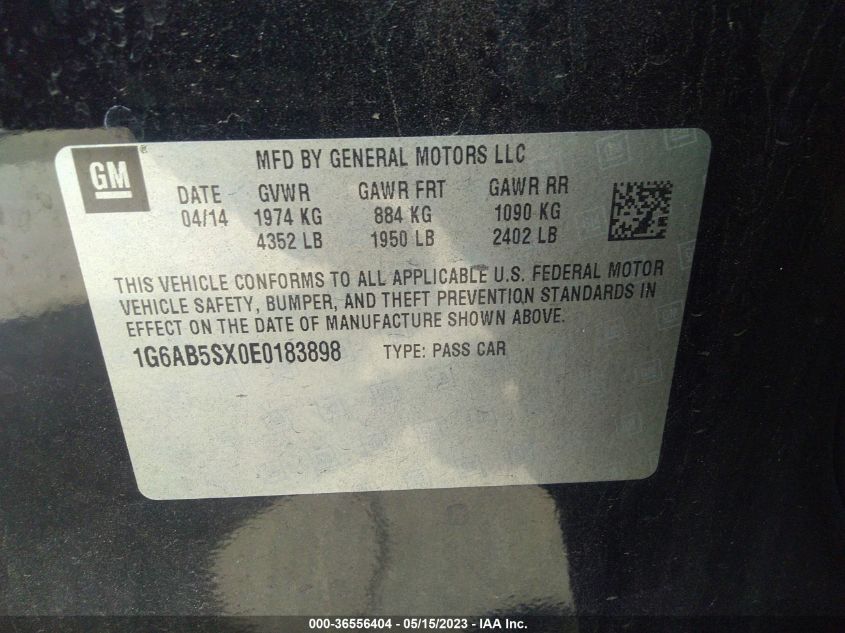 GM ®
MFD BY GENERAL MOTORS LLC
DATE GVWR GAWR FRT GAWR RR
04/14 1974 KG 884 KG 1090 KG
4352 LB 1950 LB 2402 LB
THIS VEHICLE CONFORMS TO ALL APPLICABLE U.S. FEDERAL MOTOR
VEHICLE SAFETY, BUMPER, AND THEFT PREVENTION STANDARDS IN
EFFECT ON THE DATE OF MANUFACTURE SHOWN ABOVE.
1G6AB5SX0E0183898 TYPE: PASS CAR
000-36556404 - 05/15/2023 - IAA Inc.